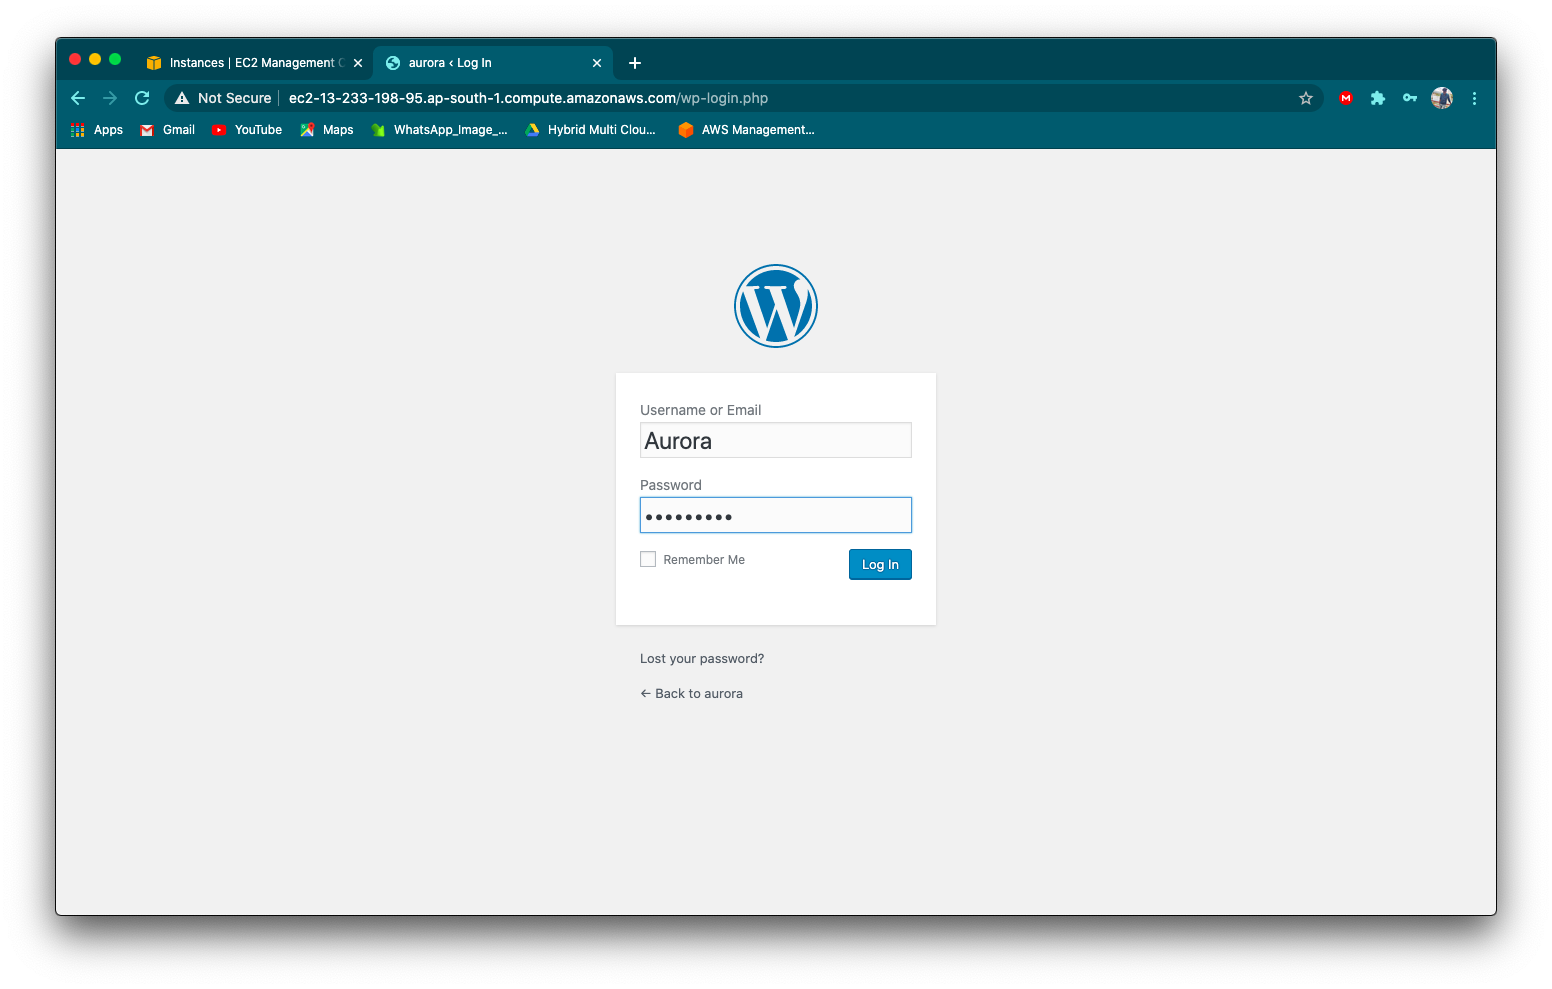 Instances | EC2 Management C
aurora ‹ Log In
Not Secure | ec2-13-233-198-95.ap-south-1.compute.amazonaws.com/wp-login.php
Apps Gmail YouTube Maps WhatsApp_Image_... Hybrid Multi Clou... AWS Management...
Username or Email
Aurora
Password
•••••••••
Remember Me
Log In
Lost your password?
← Back to aurora